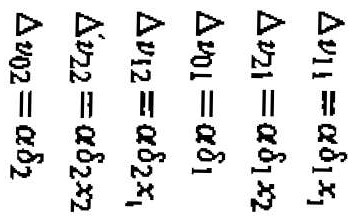 Δv₁₁ = αδ₁x₁
Δv₂₁ = αδ₁x₂
Δv₀₁ = αδ₁
Δv₁₂ = αδ₂x₁
Δv₂₂ = αδ₂x₂
Δv₀₂ = αδ₂